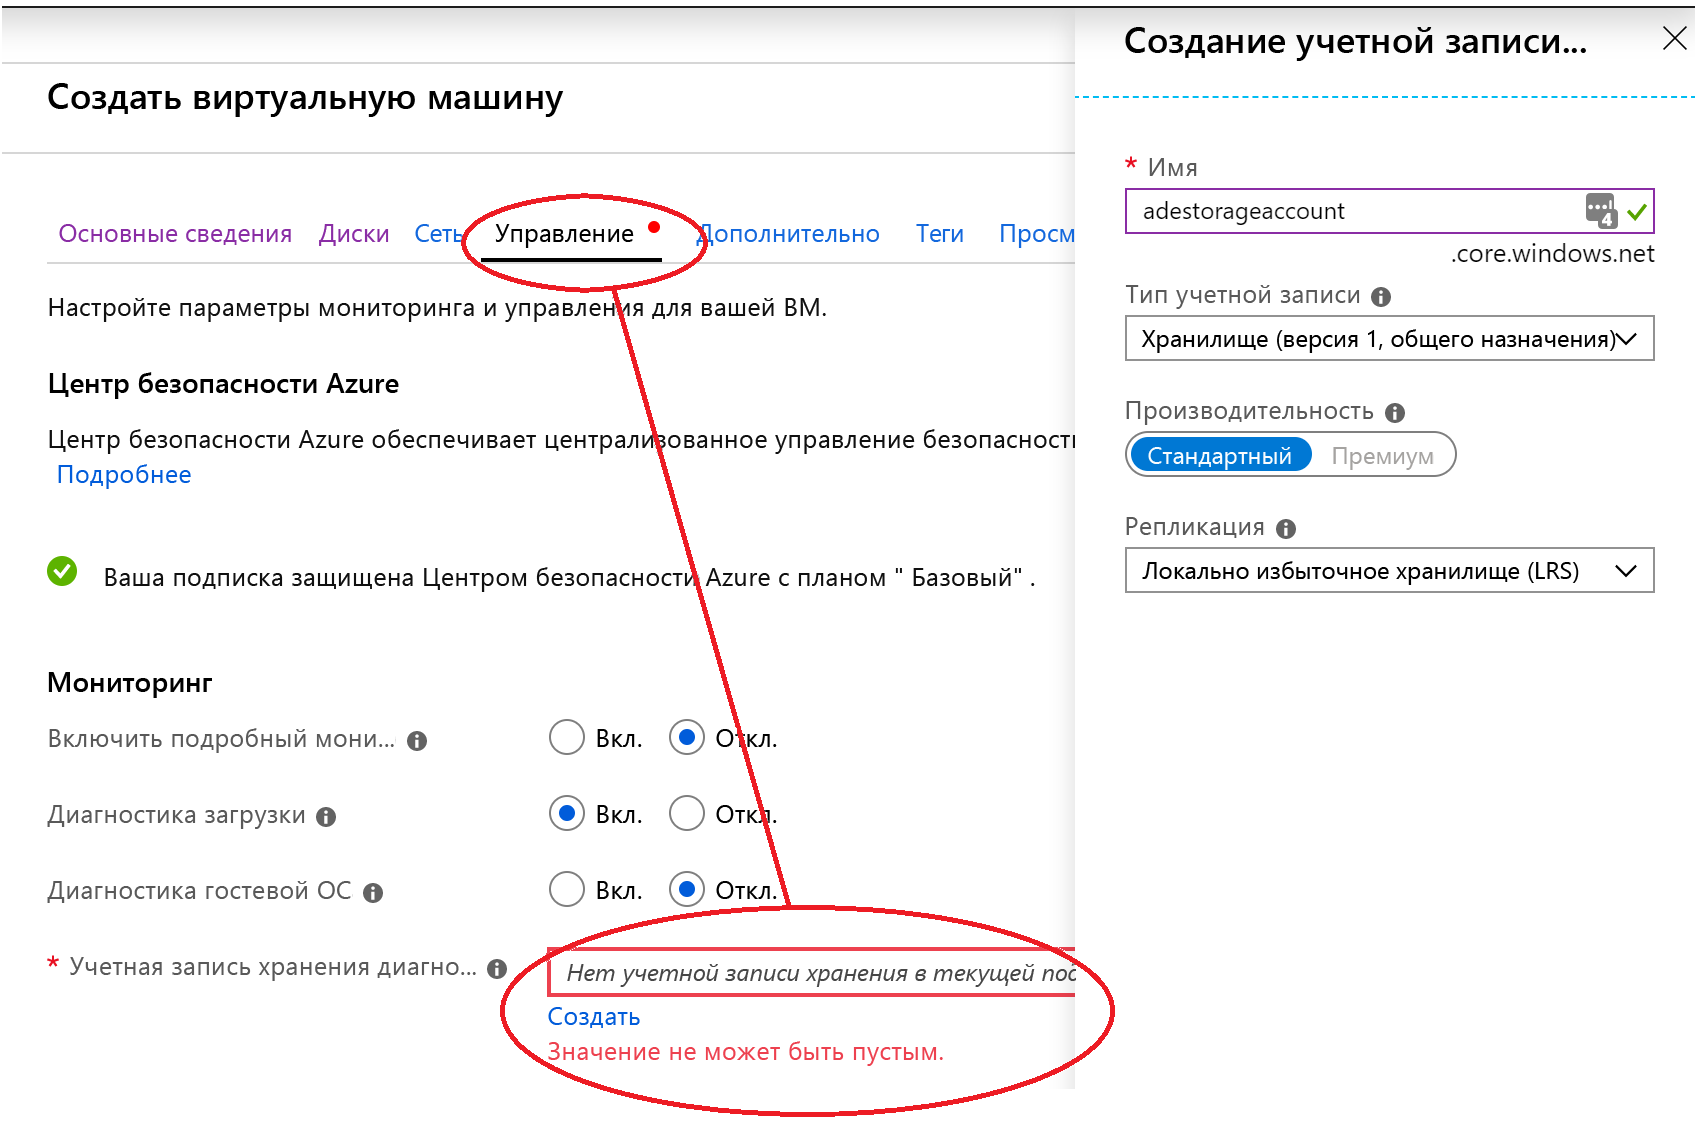 Создать виртуальную машину
Основные сведения Диски Сеть Управление Дополнительно Теги Просм
Настройте параметры мониторинга и управления для вашей ВМ.
Центр безопасности Azure
Центр безопасности Azure обеспечивает централизованное управление безопасност
Подробнее
Ваша подписка защищена Центром безопасности Azure с планом " Базовый" .
Мониторинг
Включить подробный мони... Вкл. Откл.
Диагностика загрузки Вкл. Откл.
Диагностика гостевой ОС Вкл. Откл.
* Учетная запись хранения диагно... Нет учетной записи хранения в текущей под
Создать
Значение не может быть пустым.
Создание учетной записи...
* Имя
adestorageaccount 4
.core.windows.net
Тип учетной записи
Хранилище (версия 1, общего назначения)
Производительность
Стандартный Премиум
Репликация
Локально избыточное хранилище (LRS)